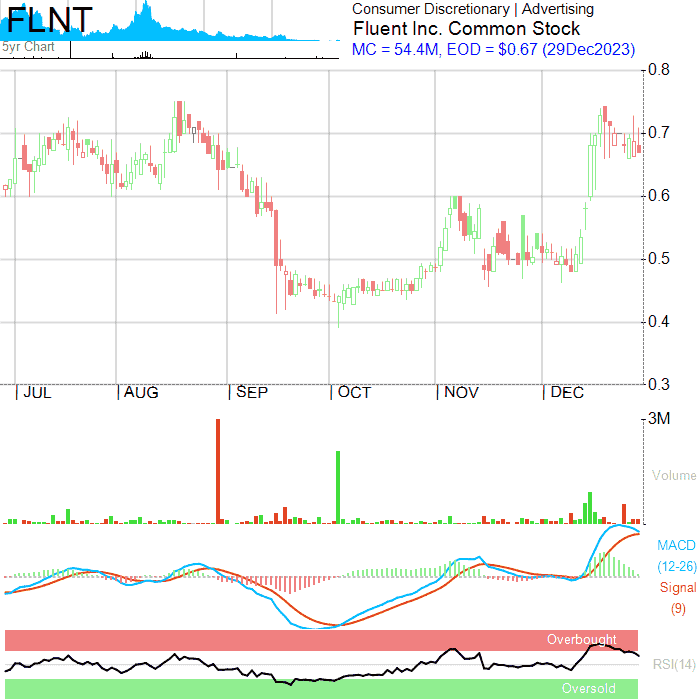 FLNT
5yr Chart
Consumer Discretionary | Advertising
Fluent Inc. Common Stock
MC = 54.4M, EOD = $0.67 (29Dec2023)
0.8
0.7
0.6
0.5
0.4
0.3
JUL AUG SEP OCT NOV DEC
3M
Volume
MACD
(12-26)
Signal
(9)
Overbought
RSI(14)
Oversold